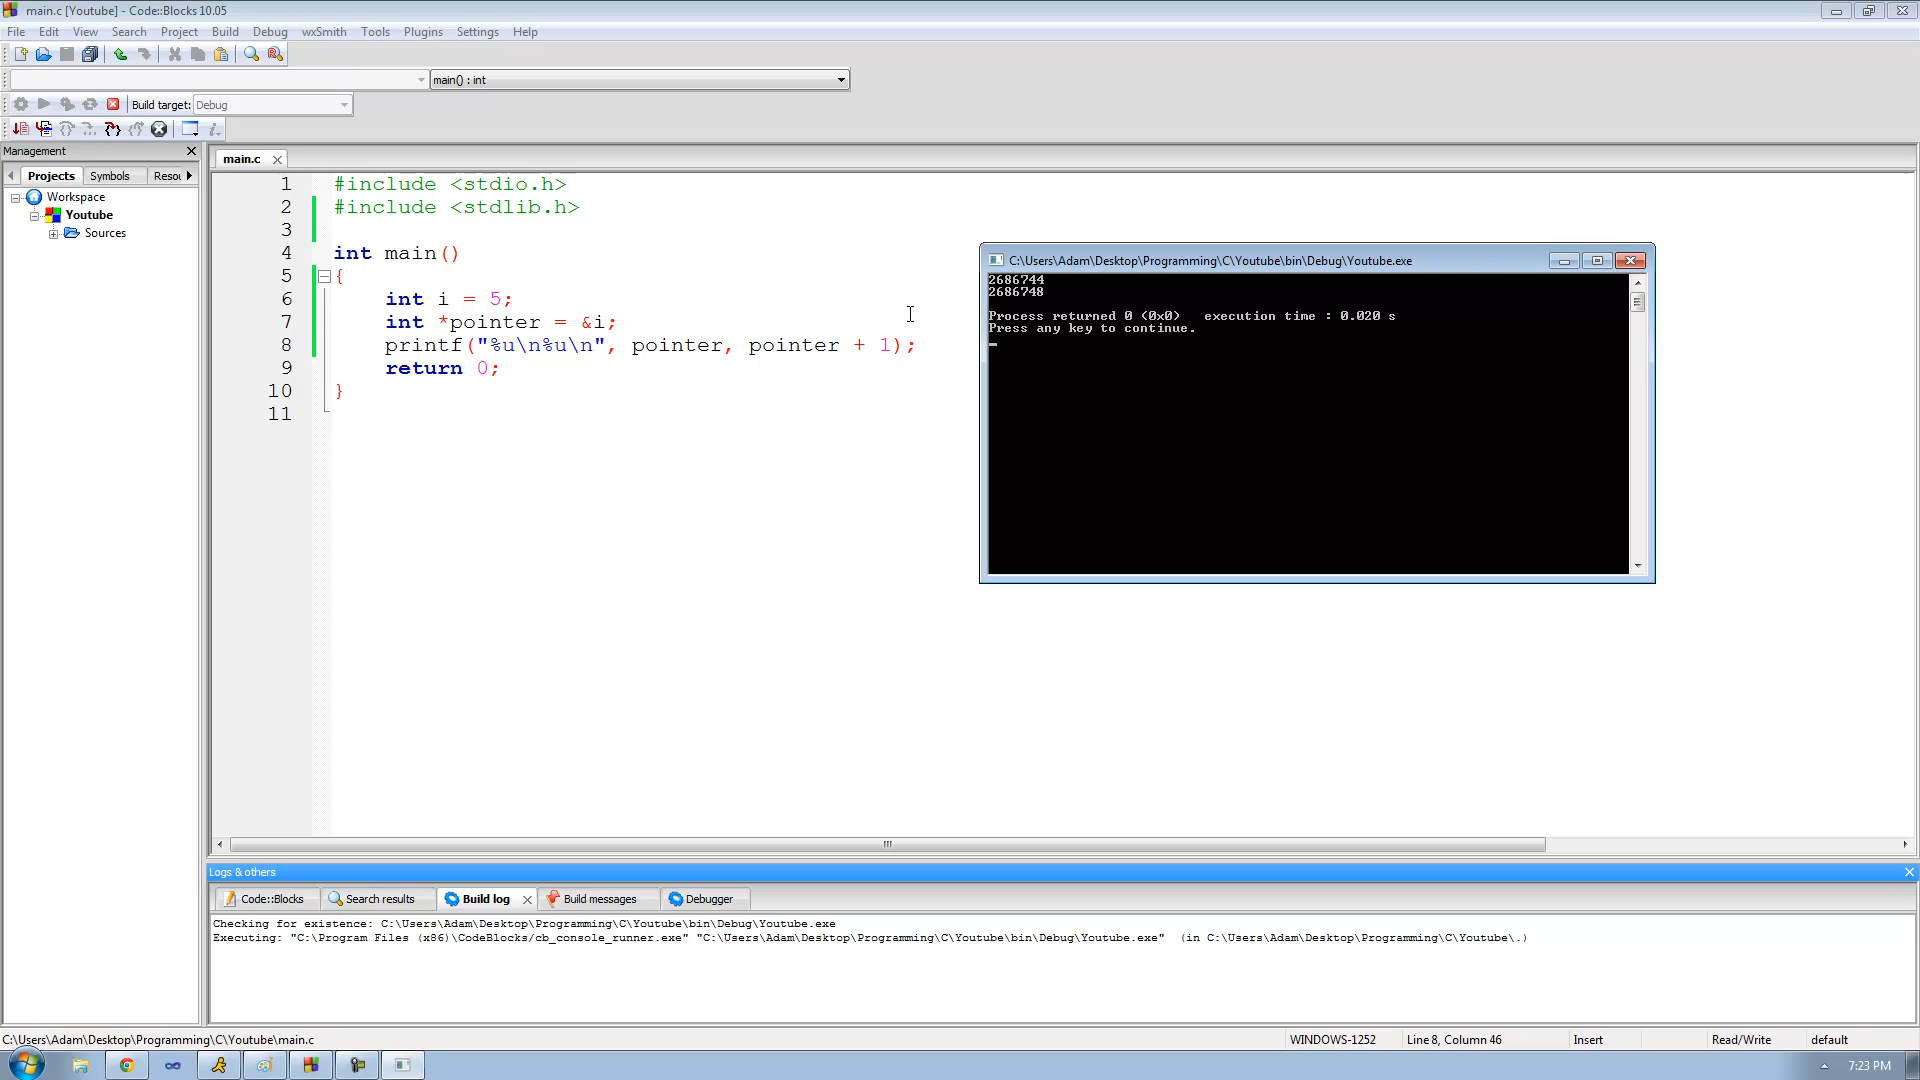 main.c [Youtube] - Code::Blocks 10.05
File Edit View Search Project Build Debug wxSmith Tools Plugins Settings Help
main() : int
Build target: Debug
Management
main.c
Projects Symbols Resou
Workspace
Youtube
Sources
1 #include <stdio.h>
2 #include <stdlib.h>
3
4 int main()
5 {
6 int i = 5;
7 int *pointer = &i;
8 printf("%u\n%u\n", pointer, pointer + 1);
9 return 0;
10 }
11
C:\Users\Adam\Desktop\Programming\C\Youtube\bin\Debug\Youtube.exe
2686744
2686748
Process returned 0 (0x0) execution time : 0.020 s
Press any key to continue.
Logs & others
Code::Blocks Search results Build log Build messages Debugger
Checking for existence: C:\Users\Adam\Desktop\Programming\C\Youtube\bin\Debug\Youtube.exe
Executing: "C:\Program Files (x86)\CodeBlocks/cb_console_runner.exe" "C:\Users\Adam\Desktop\Programming\C\Youtube\bin\Debug\Youtube.exe" (in C:\Users\Adam\Desktop\Programming\C\Youtube\.)
C:\Users\Adam\Desktop\Programming\C\Youtube\main.c WINDOWS-1252 Line 8, Column 46 Insert Read/Write default
7:23 PM